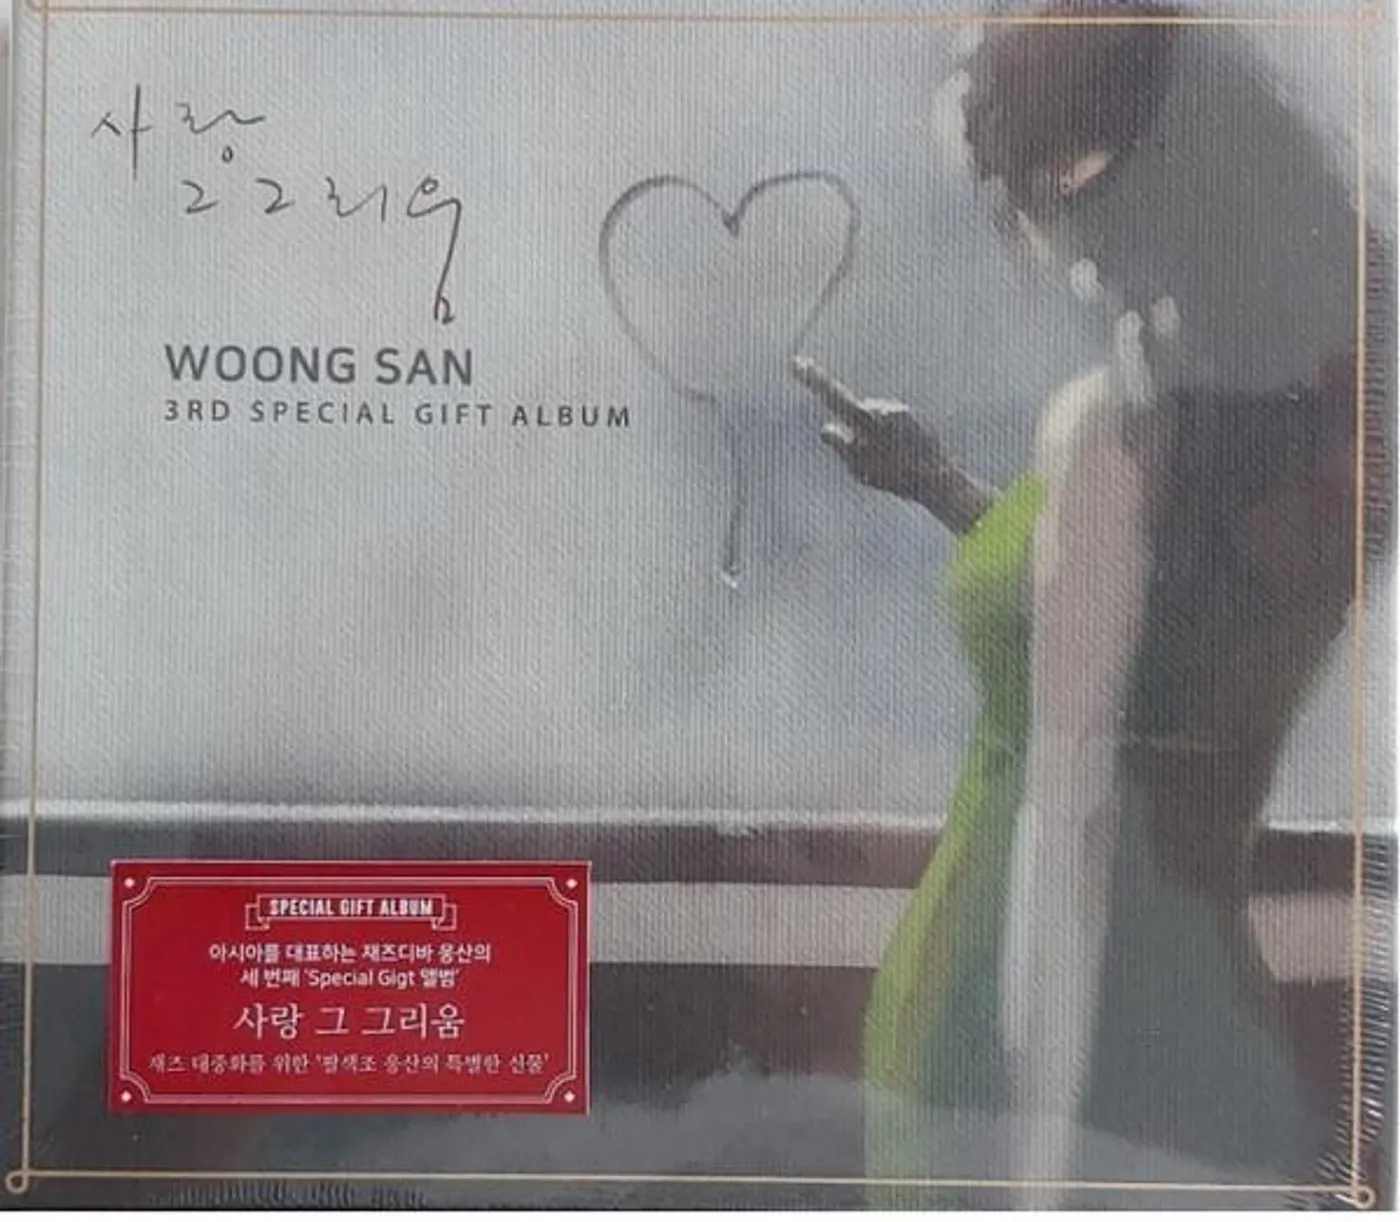 사랑
그 그리움
WOONG SAN
3RD SPECIAL GIFT ALBUM
SPECIAL GIFT ALBUM
아시아를 대표하는 재즈디바 웅산의
세 번째 'Special Gigt 앨범'
사랑 그 그리움
재즈 대중화를 위한 '팔색조 웅산의 특별한 선물'